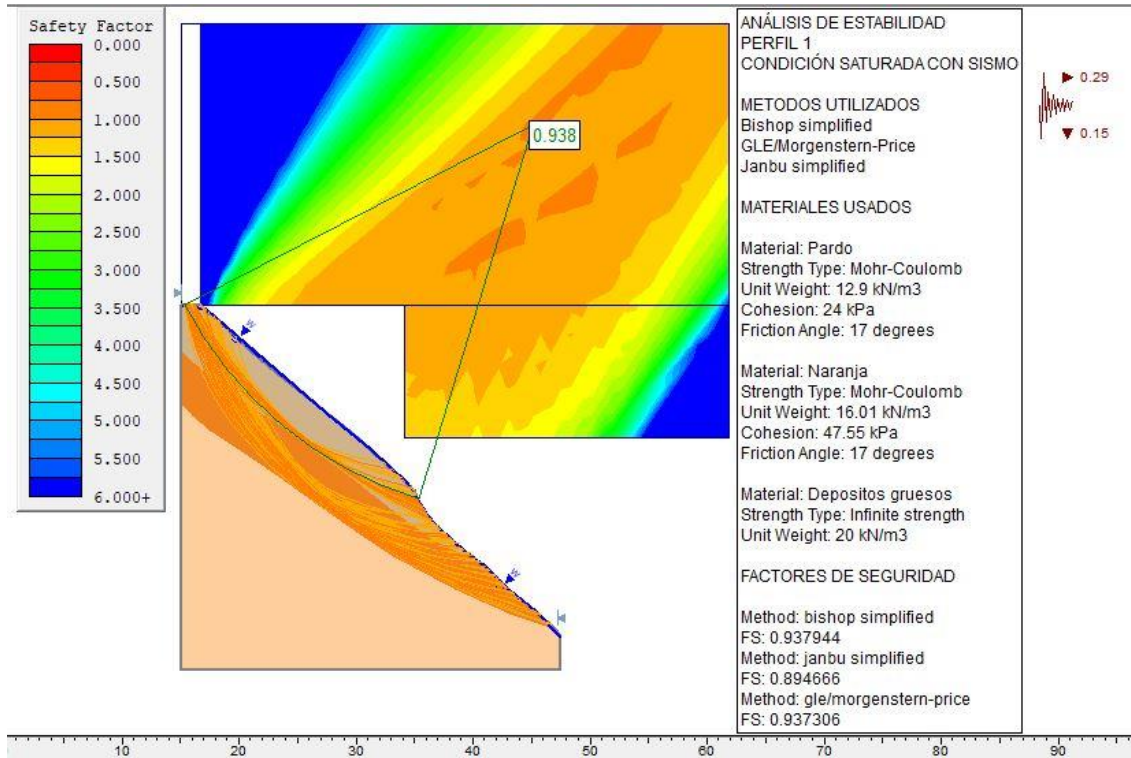 Safety Factor
0.000
0.500
1.000
1.500
2.000
2.500
3.000
3.500
4.000
4.500
5.000
5.500
6.000+
0.938
W
W
ANÁLISIS DE ESTABILIDAD
PERFIL 1
CONDICIÓN SATURADA CON SISMO
METODOS UTILIZADOS
Bishop simplified
GLE/Morgenstern-Price
Janbu simplified
MATERIALES USADOS
Material: Pardo
Strength Type: Mohr-Coulomb
Unit Weight: 12.9 kN/m3
Cohesion: 24 kPa
Friction Angle: 17 degrees
Material: Naranja
Strength Type: Mohr-Coulomb
Unit Weight: 16.01 kN/m3
Cohesion: 47.55 kPa
Friction Angle: 17 degrees
Material: Depositos gruesos
Strength Type: Infinite strength
Unit Weight: 20 kN/m3
FACTORES DE SEGURIDAD
Method: bishop simplified
FS: 0.937944
Method: janbu simplified
FS: 0.894666
Method: gle/morgenstern-price
FS: 0.937306
0.29
0.15
10 20 30 40 50 60 70 80 90